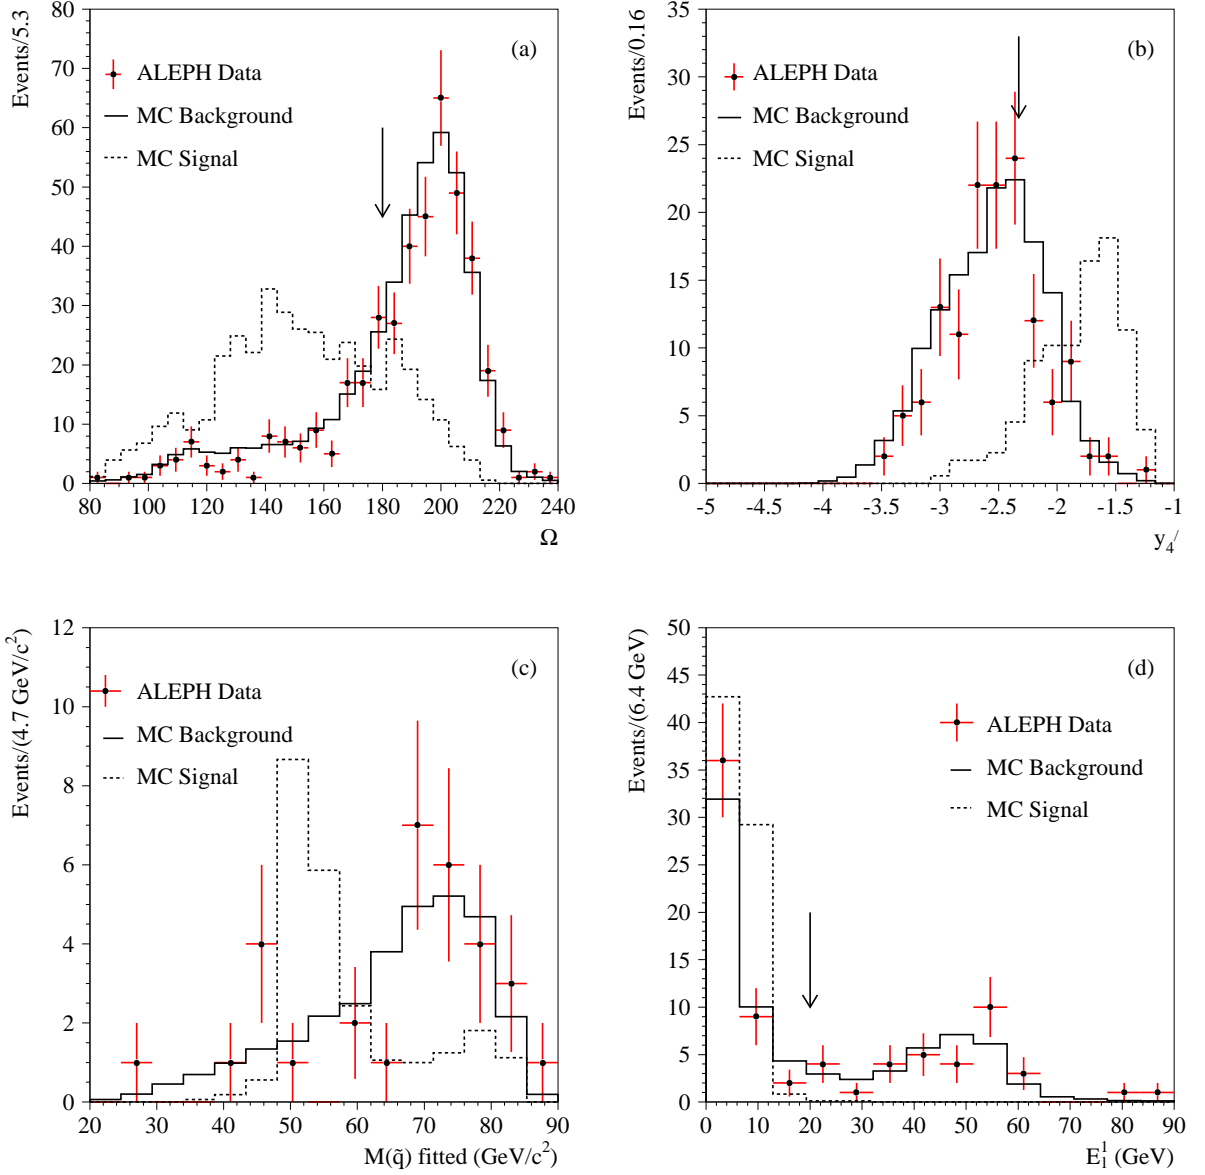 Events/5.3
80
70
60
50
40
30
20
10
0
(a)
ALEPH Data
MC Background
MC Signal
80 100 120 140 160 180 200 220 240
Ω
Events/0.16
35
30
25
20
15
10
5
0
(b)
ALEPH Data
MC Background
MC Signal
-5 -4.5 -4 -3.5 -3 -2.5 -2 -1.5 -1
y₄′
Events/(4.7 GeV/c²)
12
10
8
6
4
2
0
(c)
ALEPH Data
MC Background
MC Signal
20 30 40 50 60 70 80 90
M(q̃) fitted (GeV/c²)
Events/(6.4 GeV)
50
45
40
35
30
25
20
15
10
5
0
(d)
ALEPH Data
MC Background
MC Signal
0 10 20 30 40 50 60 70 80 90
E_l^1 (GeV)